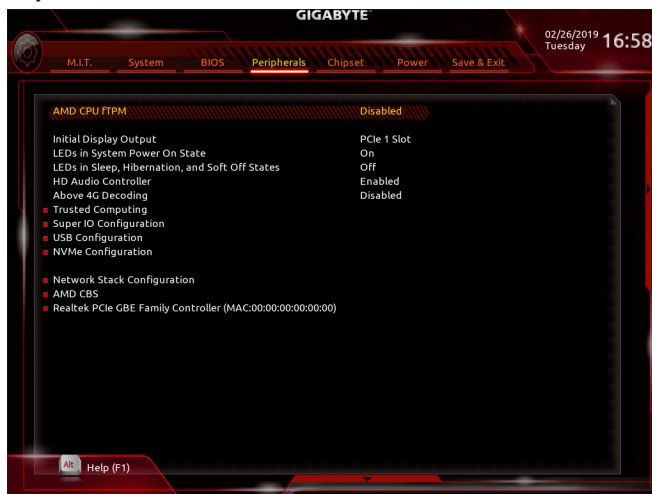 GIGABYTE™
02/26/2019 Tuesday 16:58
M.I.T. System BIOS Peripherals Chipset Power Save & Exit
AMD CPU fTPM Disabled
Initial Display Output PCIe 1 Slot
LEDs in System Power On State On
LEDs in Sleep, Hibernation, and Soft Off States Off
HD Audio Controller Enabled
Above 4G Decoding Disabled
Trusted Computing
Super IO Configuration
USB Configuration
NVMe Configuration
Network Stack Configuration
AMD CBS
Realtek PCIe GBE Family Controller (MAC:00:00:00:00:00:00)
Alt Help (F1)